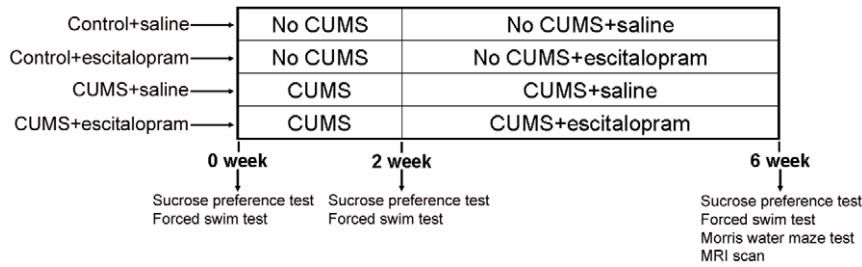 Control+saline No CUMS No CUMS+saline
Control+escitalopram No CUMS No CUMS+escitalopram
CUMS+saline CUMS CUMS+saline
CUMS+escitalopram CUMS CUMS+escitalopram
0 week 2 week 6 week
Sucrose preference test Sucrose preference test Sucrose preference test
Forced swim test Forced swim test Forced swim test
Morris water maze test
MRI scan